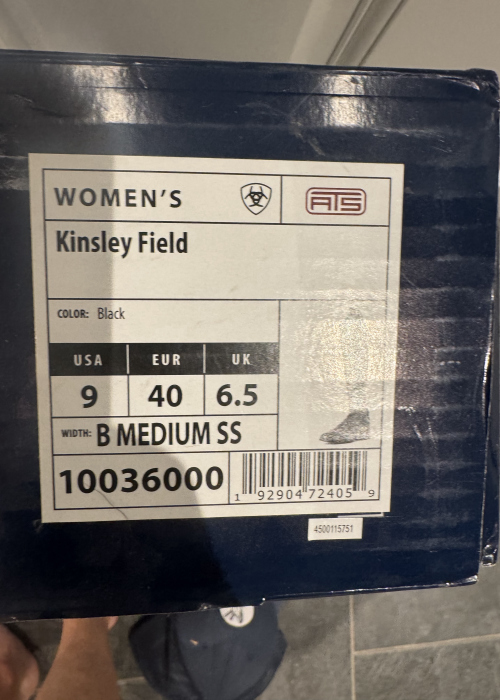 WOMEN'S
ATS
Kinsley Field
COLOR: Black
USA EUR UK
9 40 6.5
WIDTH: B MEDIUM SS
10036000
1 92904 72405 9
4500115751